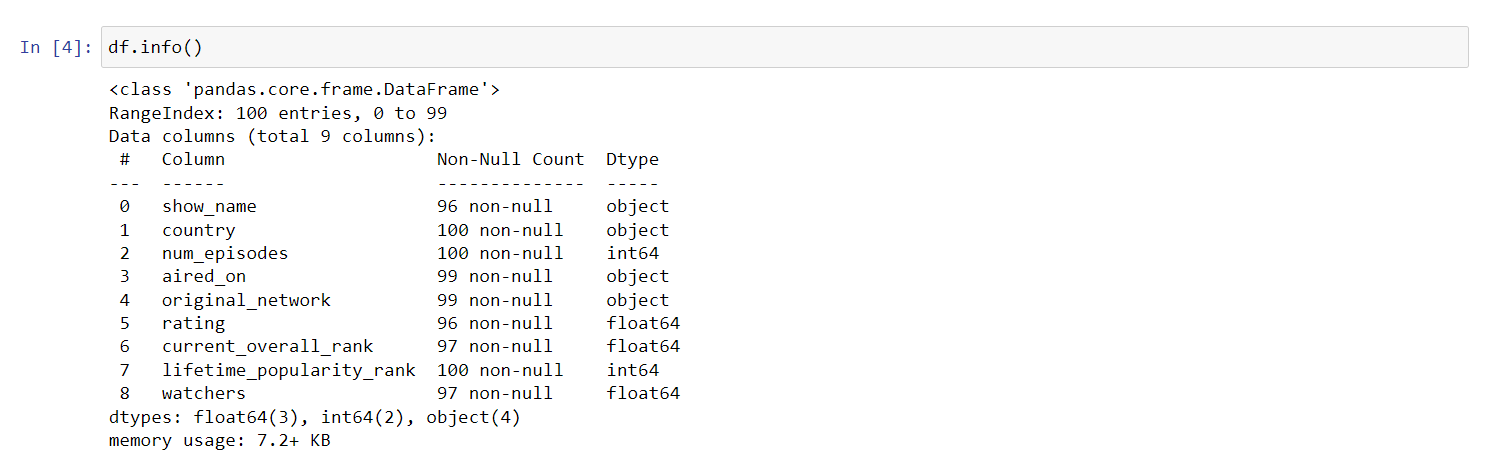 In [4]: df.info()
<class 'pandas.core.frame.DataFrame'>
RangeIndex: 100 entries, 0 to 99
Data columns (total 9 columns):
 #   Column                    Non-Null Count  Dtype
---  ------                    --------------  -----
 0   show_name                 96 non-null     object
 1   country                   100 non-null    object
 2   num_episodes              100 non-null    int64
 3   aired_on                  99 non-null     object
 4   original_network          99 non-null     object
 5   rating                    96 non-null     float64
 6   current_overall_rank      97 non-null     float64
 7   lifetime_popularity_rank  100 non-null    int64
 8   watchers                  97 non-null     float64
dtypes: float64(3), int64(2), object(4)
memory usage: 7.2+ KB